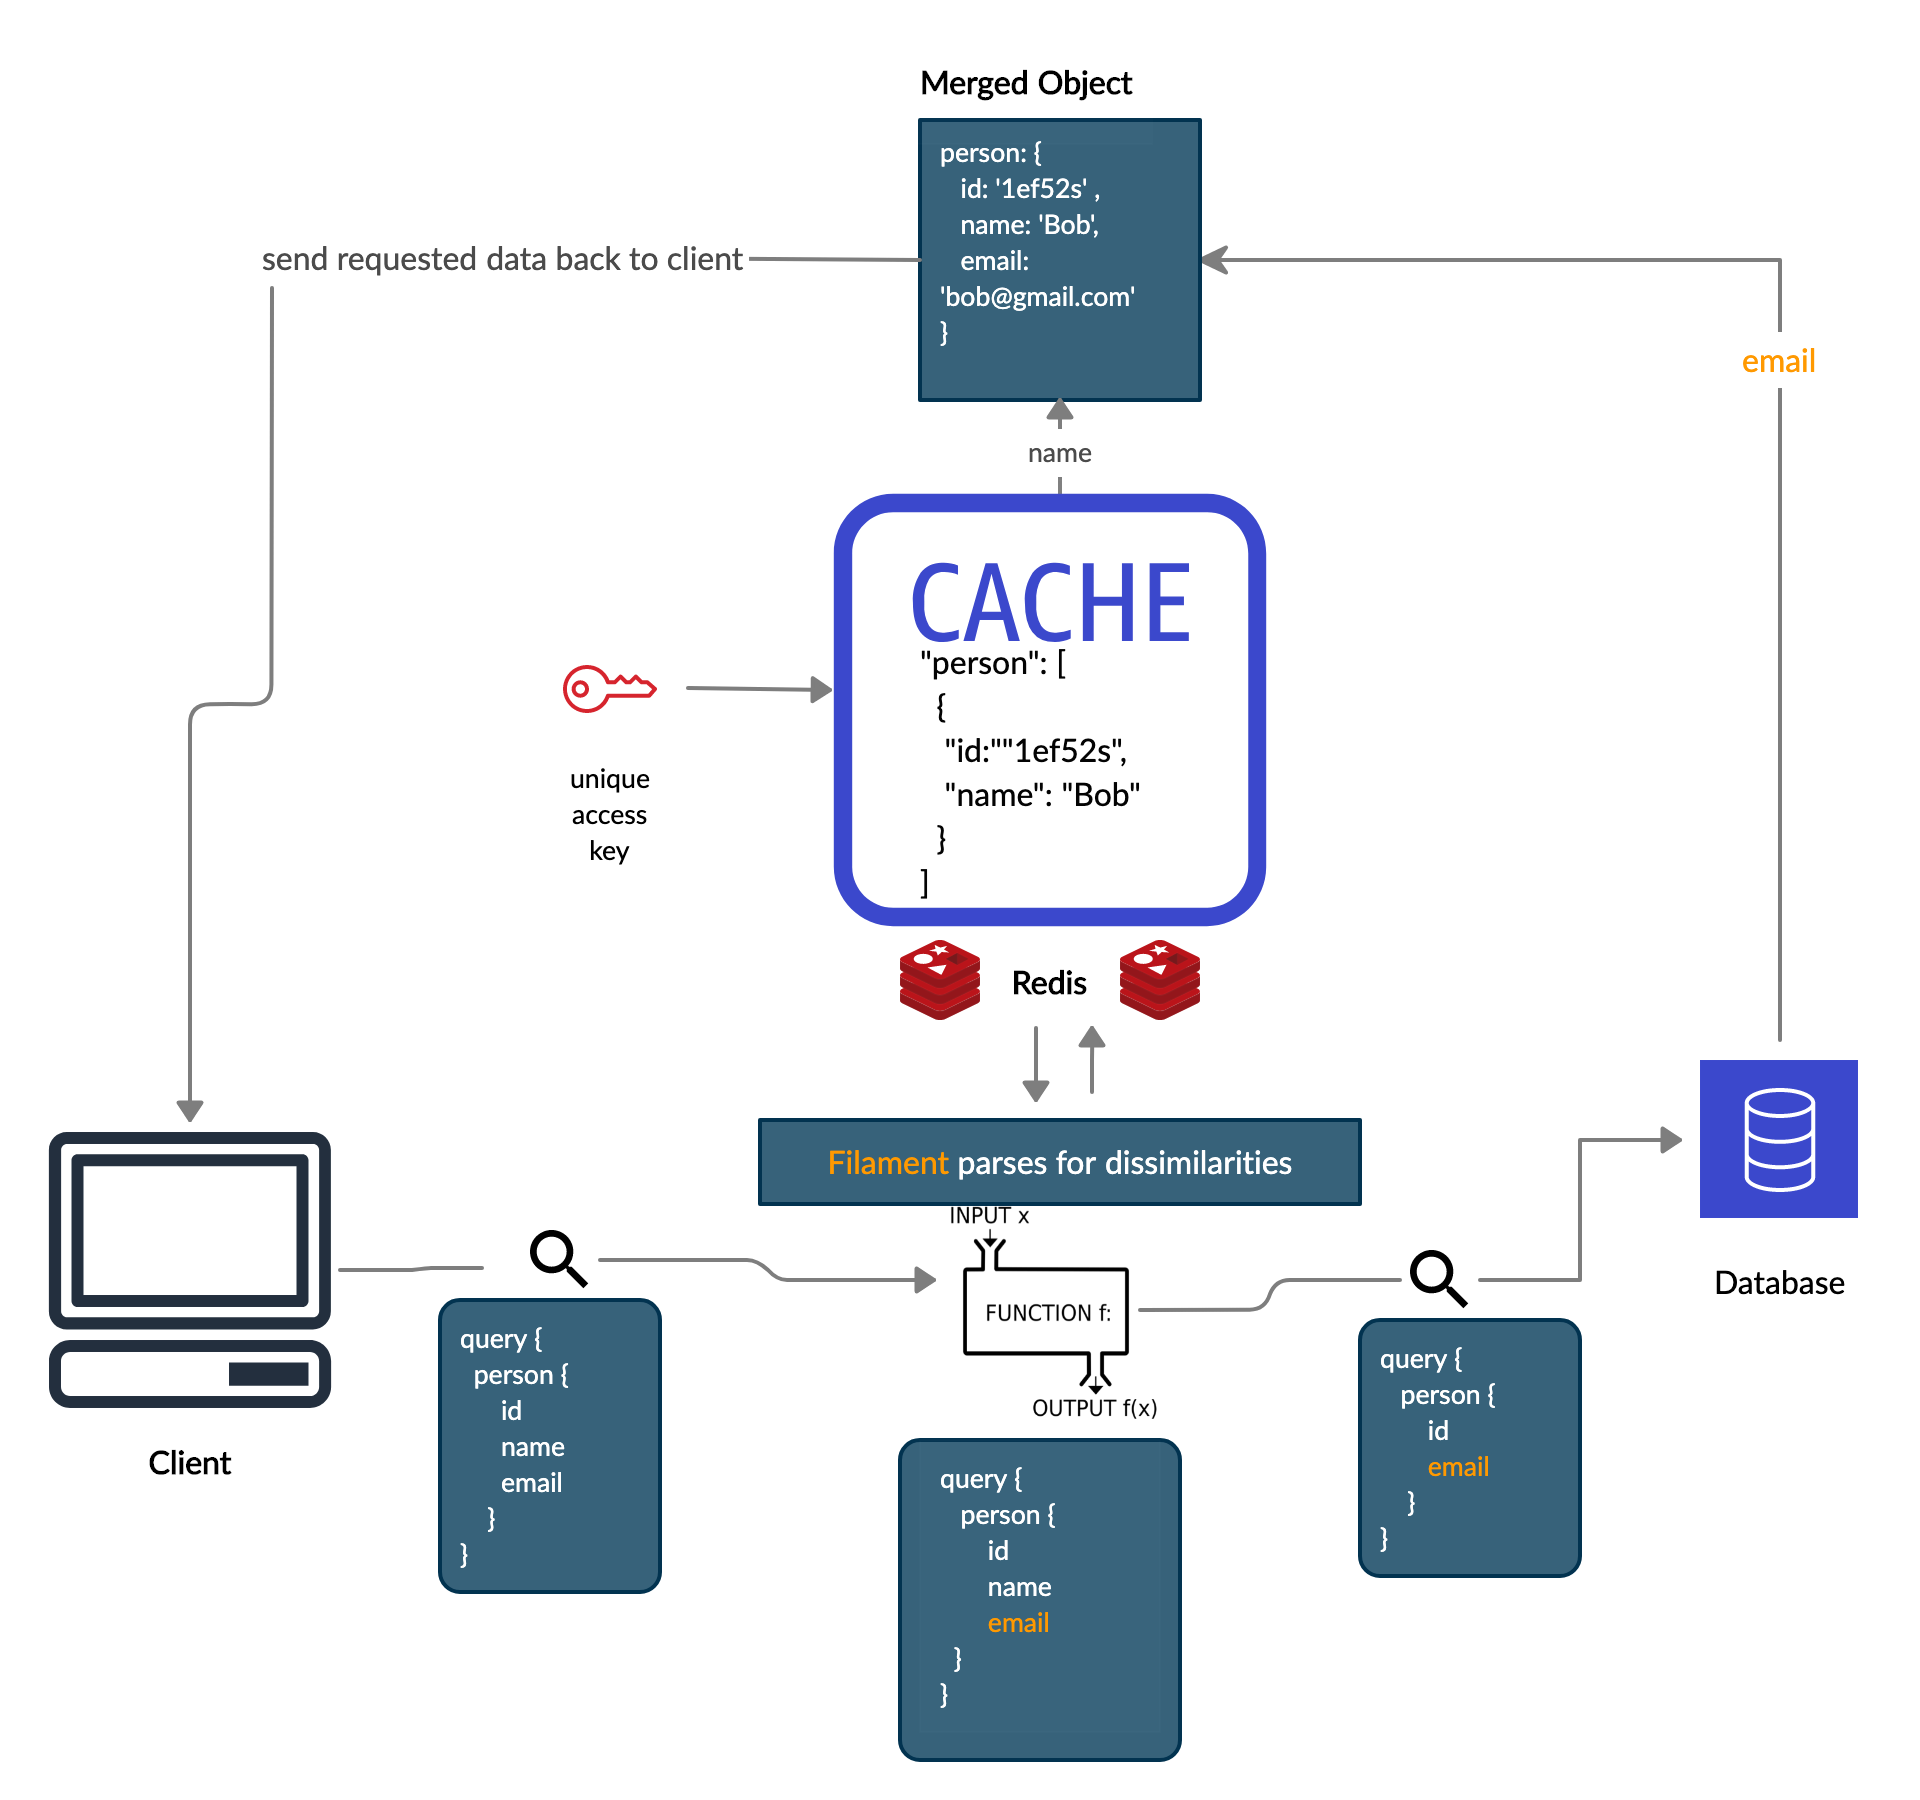 Merged Object
person: {
id: '1ef52s' ,
name: 'Bob',
email:
'bob@gmail.com'
}
send requested data back to client
email
name
CACHE
"person": [
{
"id:""1ef52s",
"name": "Bob"
}
]
unique
access
key
Redis
Filament parses for dissimilarities
INPUT x
FUNCTION f:
OUTPUT f(x)
Client
query {
person {
id
name
email
}
}
query {
person {
id
name
email
}
}
query {
person {
id
email
}
}
Database